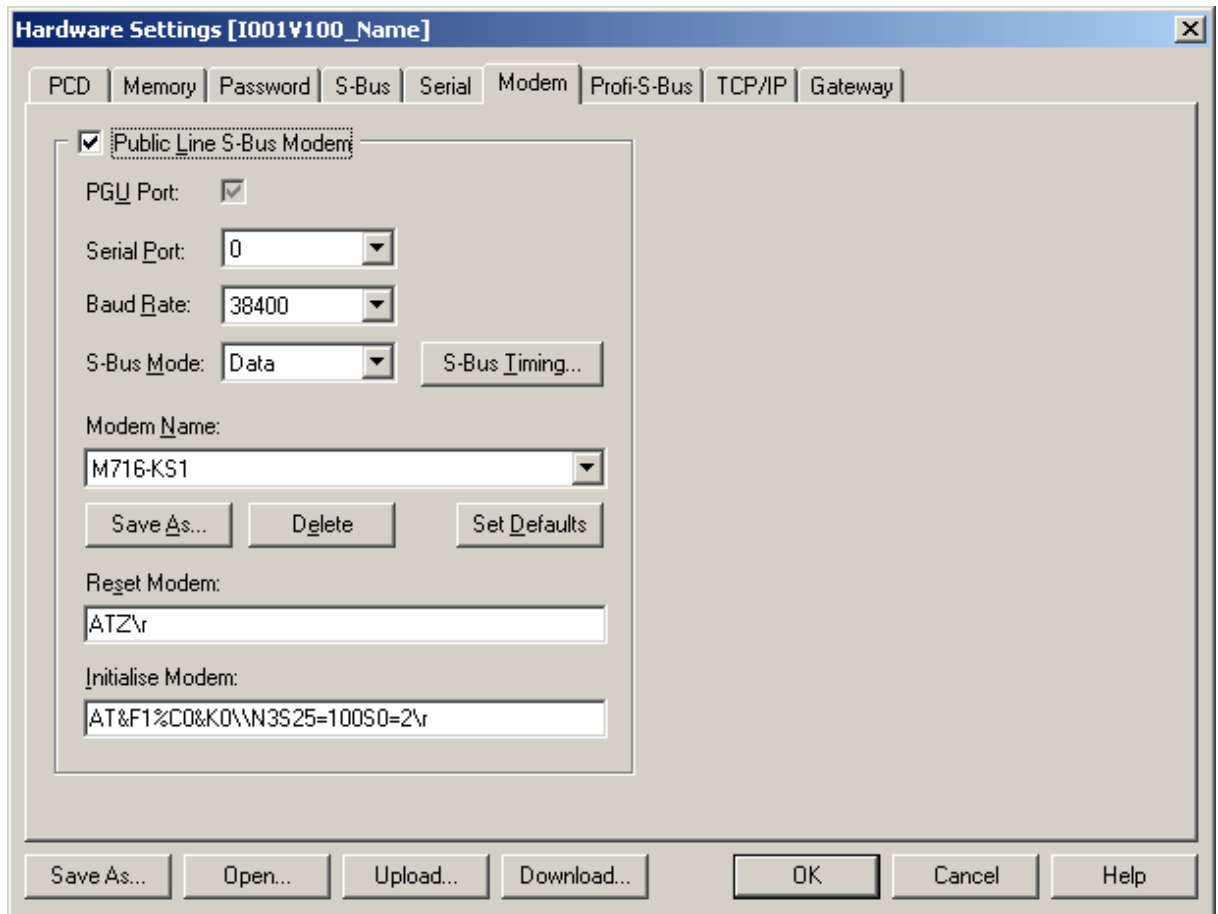 Hardware Settings [I001V100_Name]
PCD Memory Password S-Bus Serial Modem Profi-S-Bus TCP/IP Gateway
Public Line S-Bus Modem
PGU Port:
Serial Port: 0
Baud Rate: 38400
S-Bus Mode: Data S-Bus Timing...
Modem Name:
M716-KS1
Save As... Delete Set Defaults
Reset Modem:
ATZ\r
Initialise Modem:
AT&F1%C0&K0\\N3S25=100S0=2\r
Save As... Open... Upload... Download... OK Cancel Help